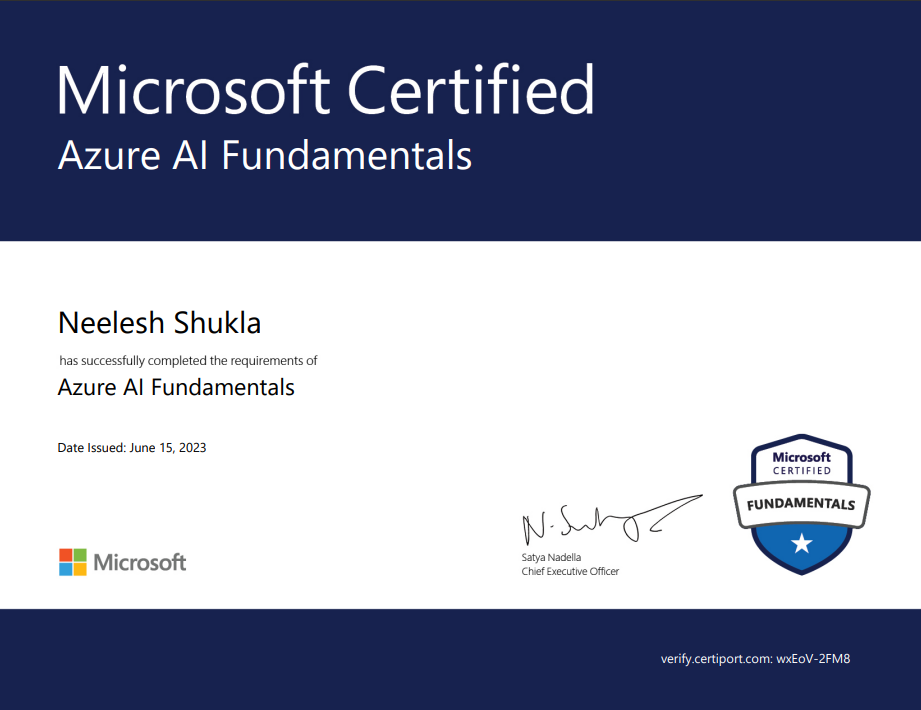 Microsoft Certified
Azure AI Fundamentals
Neelesh Shukla
has successfully completed the requirements of
Azure AI Fundamentals
Date Issued: June 15, 2023
Microsoft
CERTIFIED
FUNDAMENTALS
Satya Nadella
Chief Executive Officer
Microsoft
verify.certiport.com: wxEoV-2FM8